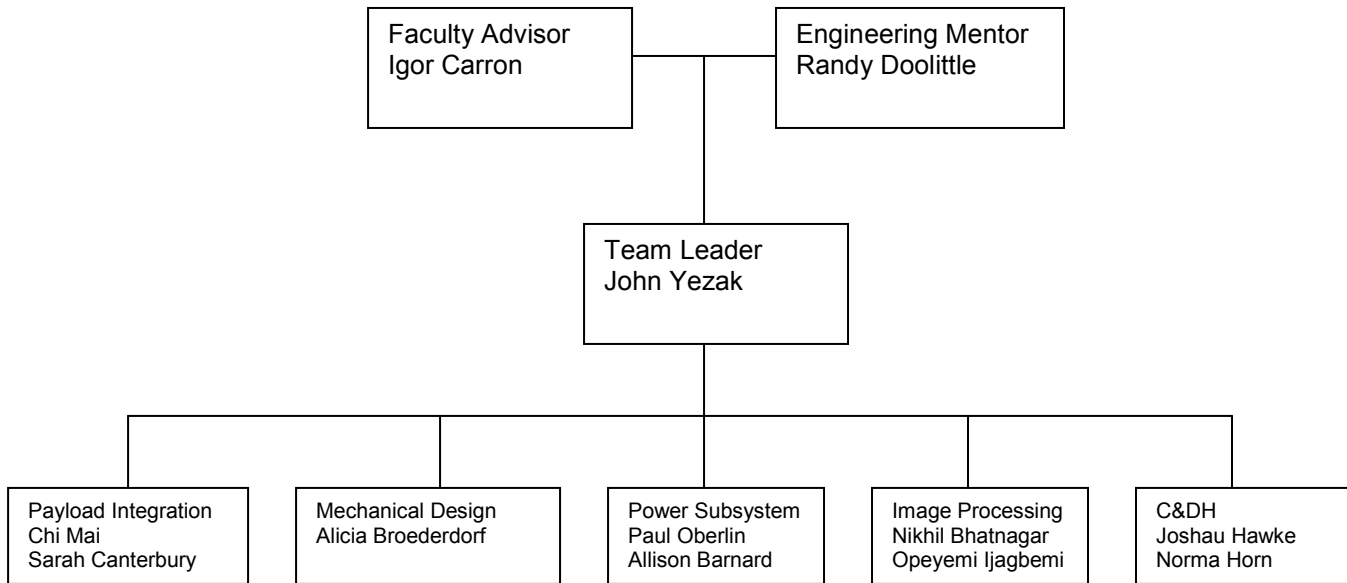 Faculty Advisor
Igor Carron
Engineering Mentor
Randy Doolittle
Team Leader
John Yezak
Payload Integration
Chi Mai
Sarah Canterbury
Mechanical Design
Alicia Broederdorf
Power Subsystem
Paul Oberlin
Allison Barnard
Image Processing
Nikhil Bhatnagar
Opeyemi Ijagbemi
C&DH
Joshau Hawke
Norma Horn